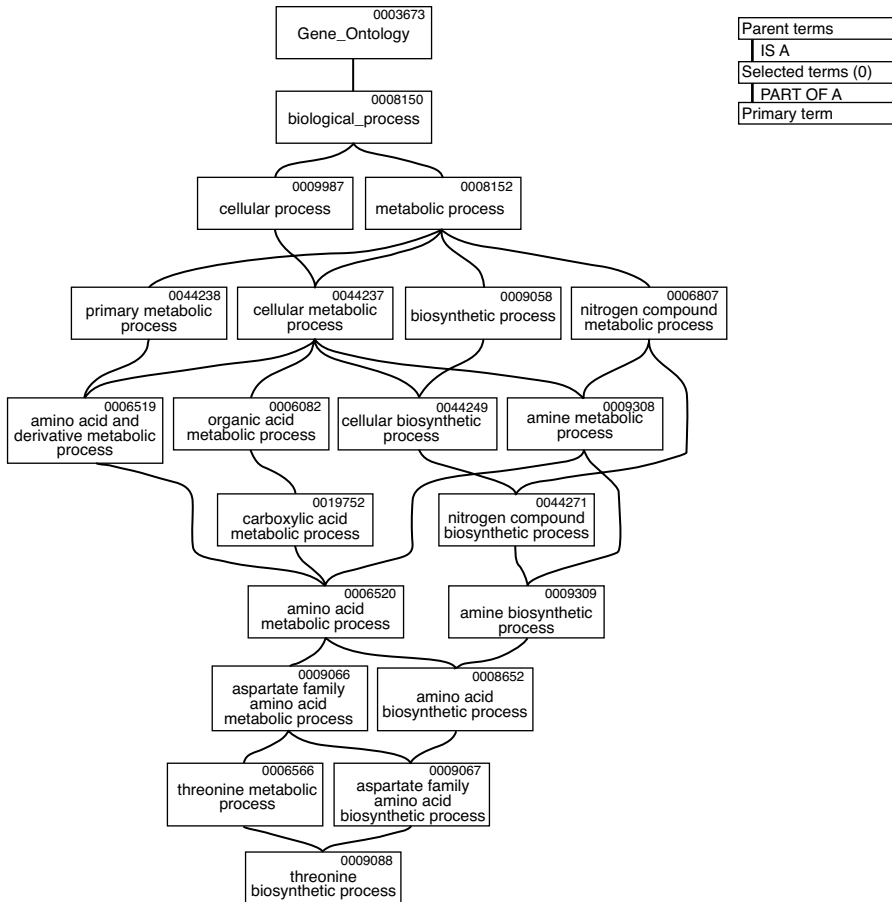 0003673
Gene_Ontology
Parent terms
IS A
Selected terms (0)
PART OF A
Primary term
0008150
biological_process
0009987
cellular process
0008152
metabolic process
0044238
primary metabolic
process
0044237
cellular metabolic
process
0009058
biosynthetic process
0006807
nitrogen compound
metabolic process
0006519
amino acid and
derivative metabolic
process
0006082
organic acid
metabolic process
0044249
cellular biosynthetic
process
0009308
amine metabolic
process
0019752
carboxylic acid
metabolic process
0044271
nitrogen compound
biosynthetic process
0006520
amino acid
metabolic process
0009309
amine biosynthetic
process
0009066
aspartate family
amino acid
metabolic process
0008652
amino acid
biosynthetic process
0006566
threonine metabolic
process
0009067
aspartate family
amino acid
biosynthetic process
0009088
threonine
biosynthetic process